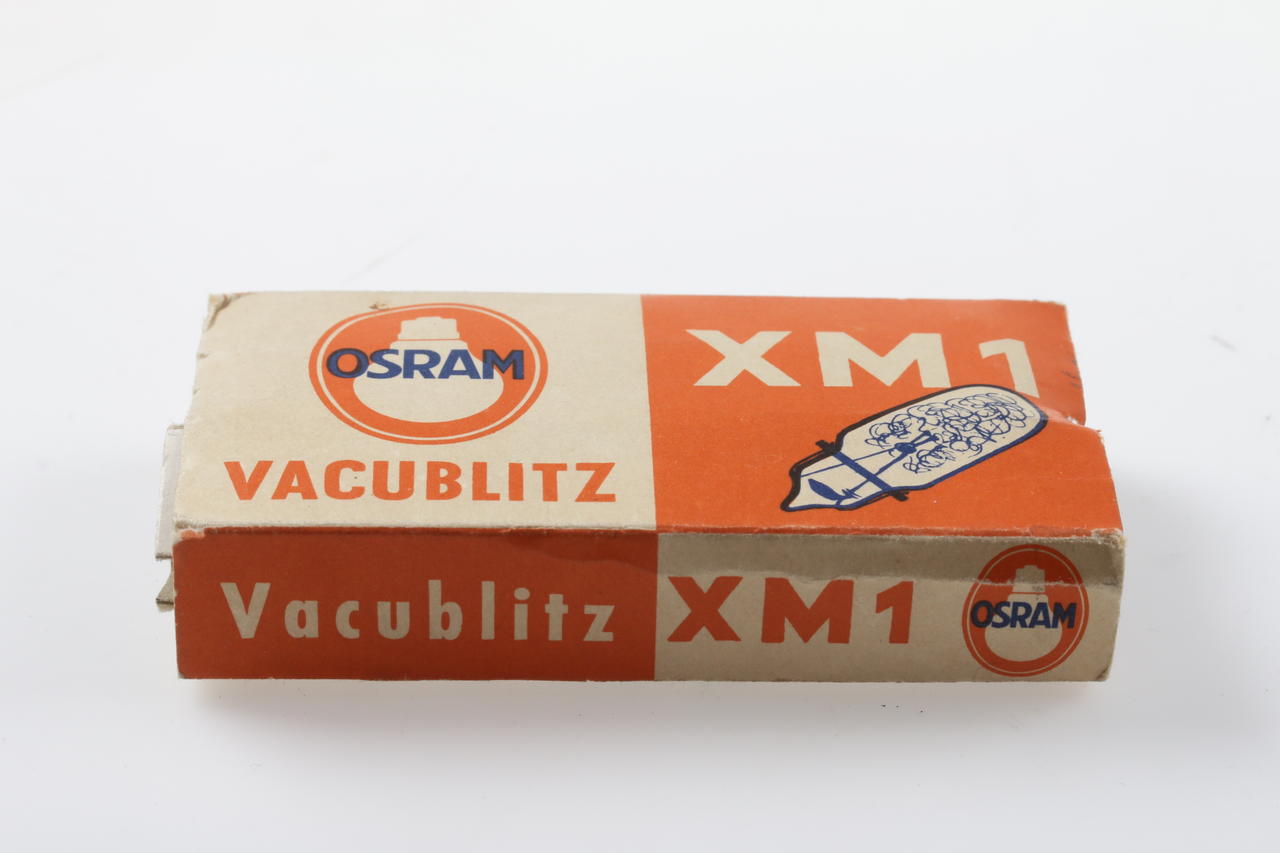 OSRAM
VACUBLITZ
XM1
Vacublitz XM1
OSRAM